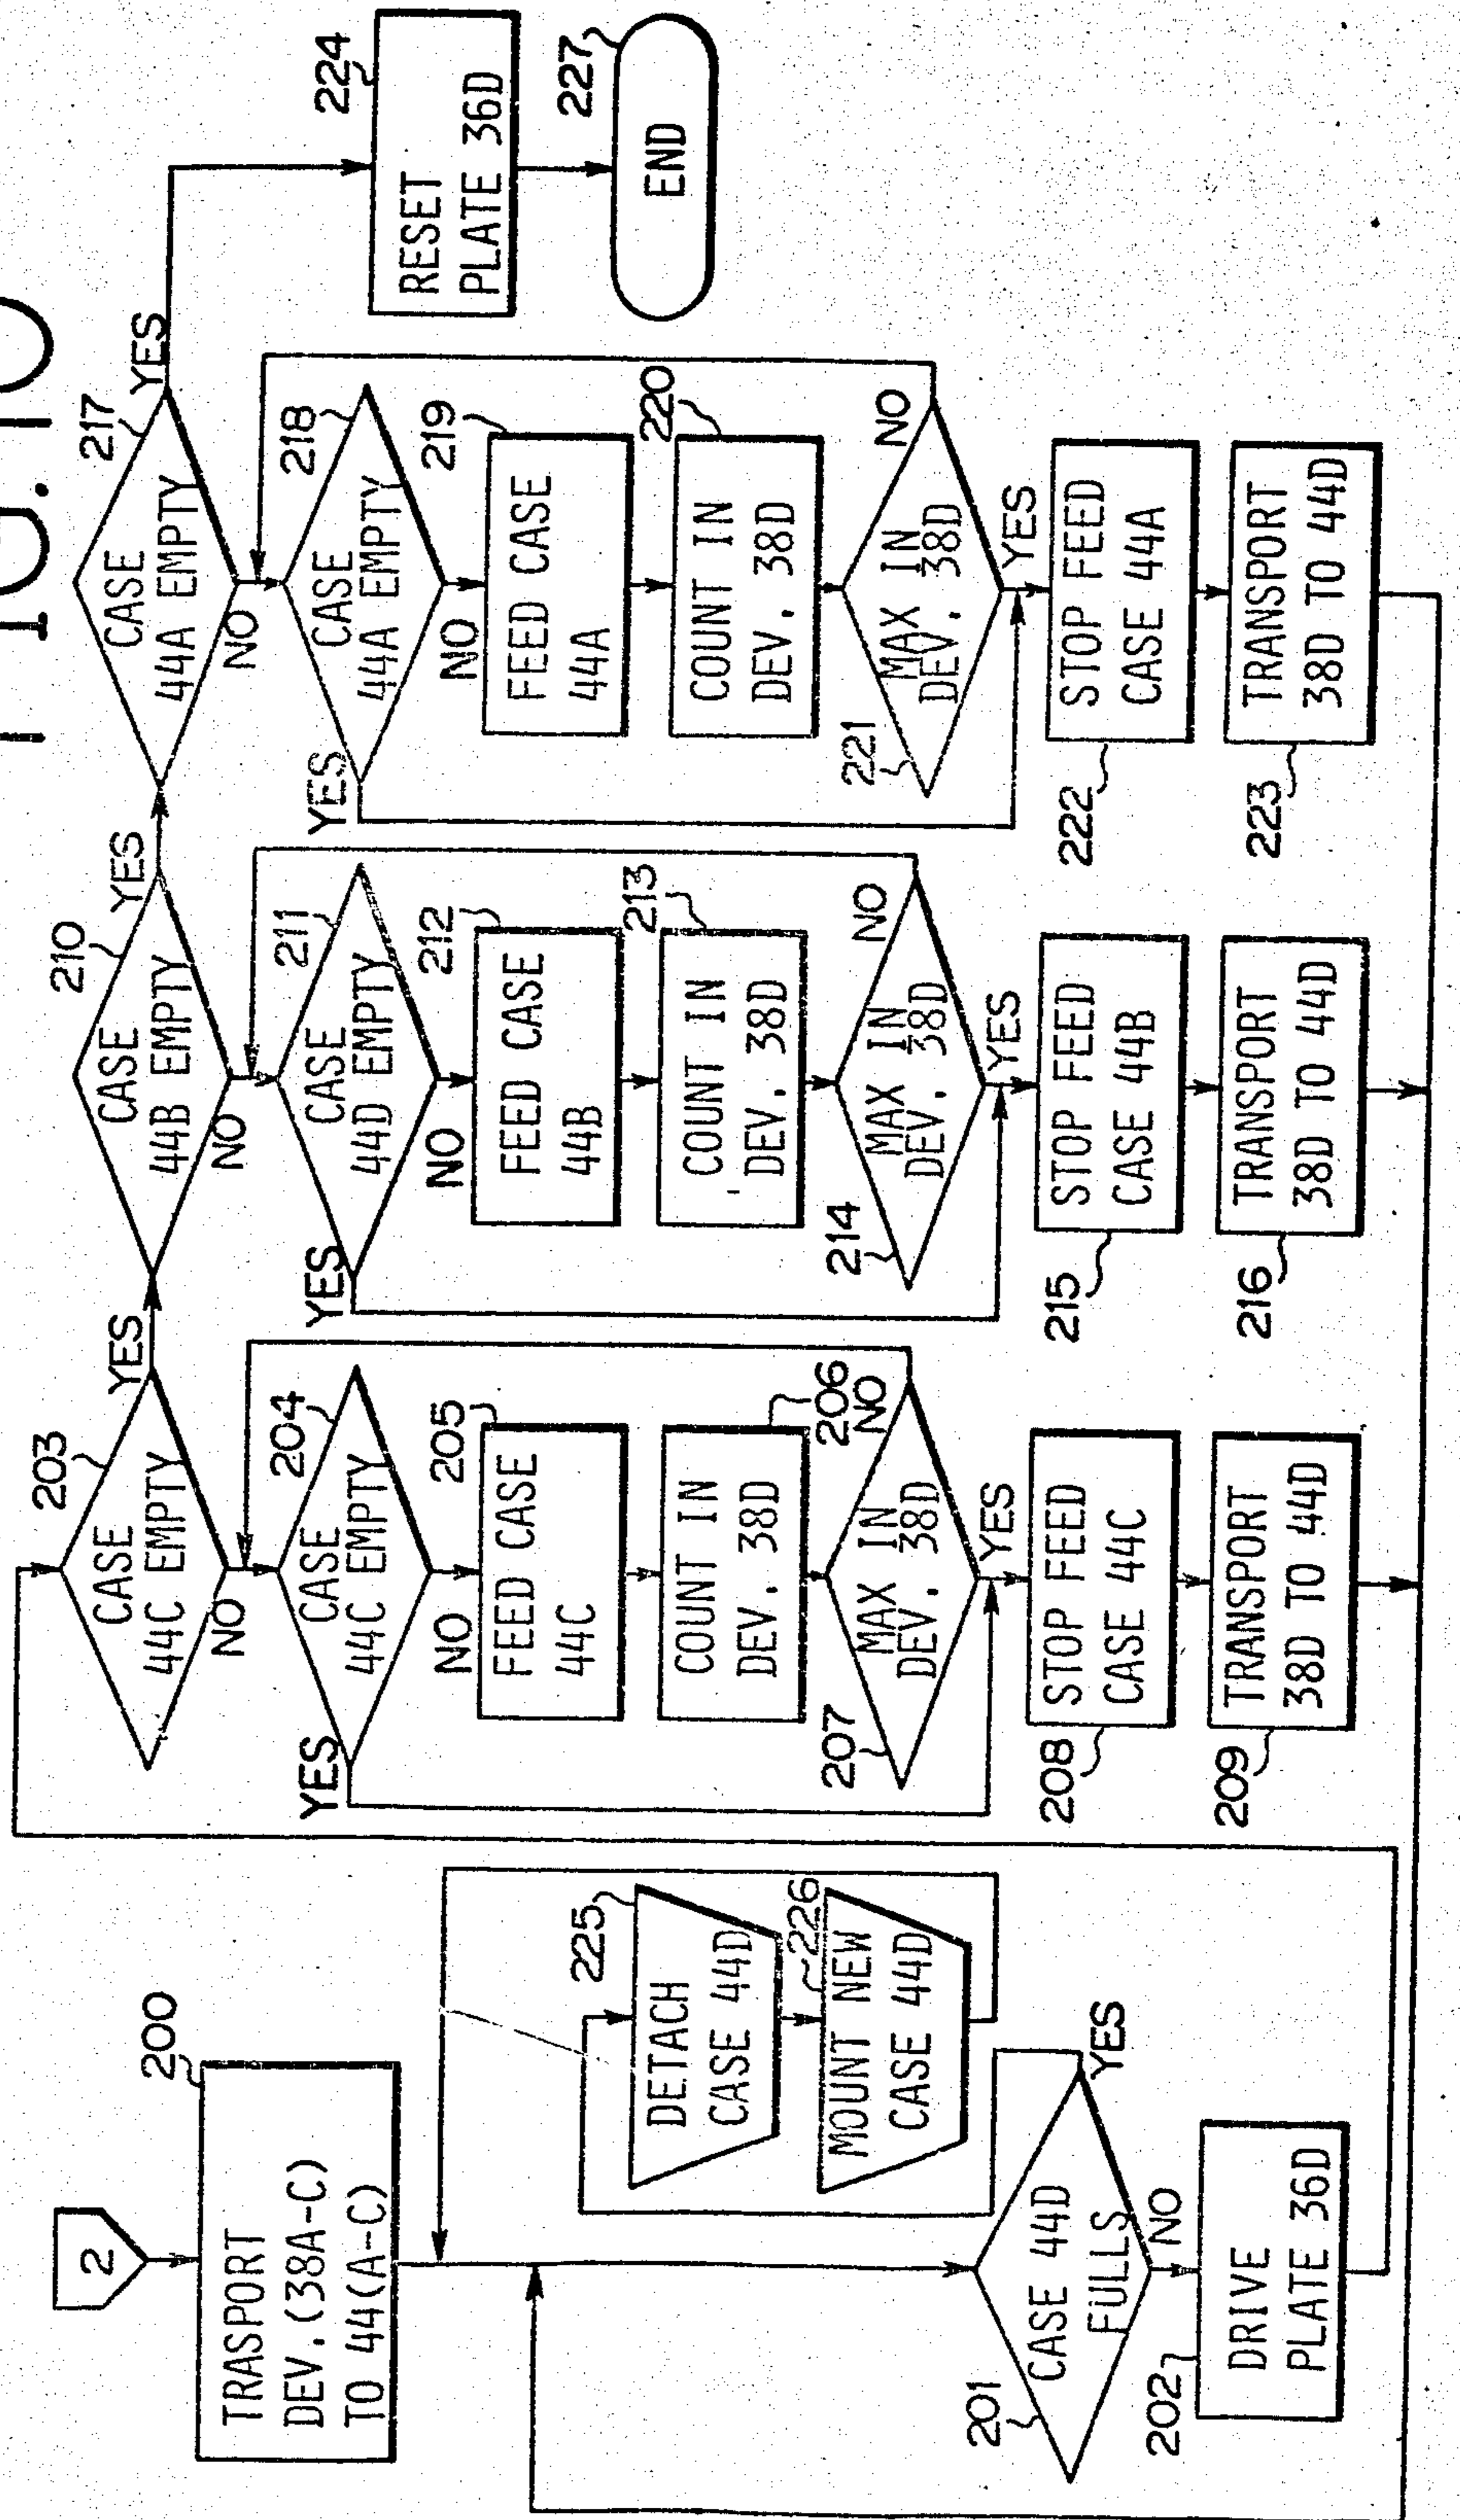 FIG. 10
2
200
TRASPORT
DEV.(38A-C)
TO 44(A-C)
225
DETACH
CASE 44D
226
MOUNT NEW
CASE 44D
201
CASE 44D
FULLS
YES
NO
202
DRIVE
PLATE 36D
203
CASE
44C EMPTY
YES
NO
204
CASE
44C EMPTY
YES
NO
205
FEED CASE
44C
206
COUNT IN
DEV. 38D
207
MAX IN
DEV. 38D
NO
YES
208
STOP FEED
CASE 44C
209
TRANSPORT
38D TO 44D
210
CASE
44B EMPTY
YES
NO
211
CASE
44D EMPTY
YES
NO
212
FEED CASE
44B
213
COUNT IN
DEV. 38D
214
MAX IN
DEV. 38D
NO
YES
215
STOP FEED
CASE 44B
216
TRANSPORT
38D TO 44D
217
CASE
44A EMPTY
YES
NO
218
CASE
44A EMPTY
YES
NO
219
FEED CASE
44A
220
COUNT IN
DEV. 38D
221
MAX IN
DEV. 38D
NO
YES
222
STOP FEED
CASE 44A
223
TRANSPORT
38D TO 44D
224
RESET
PLATE 36D
227
END